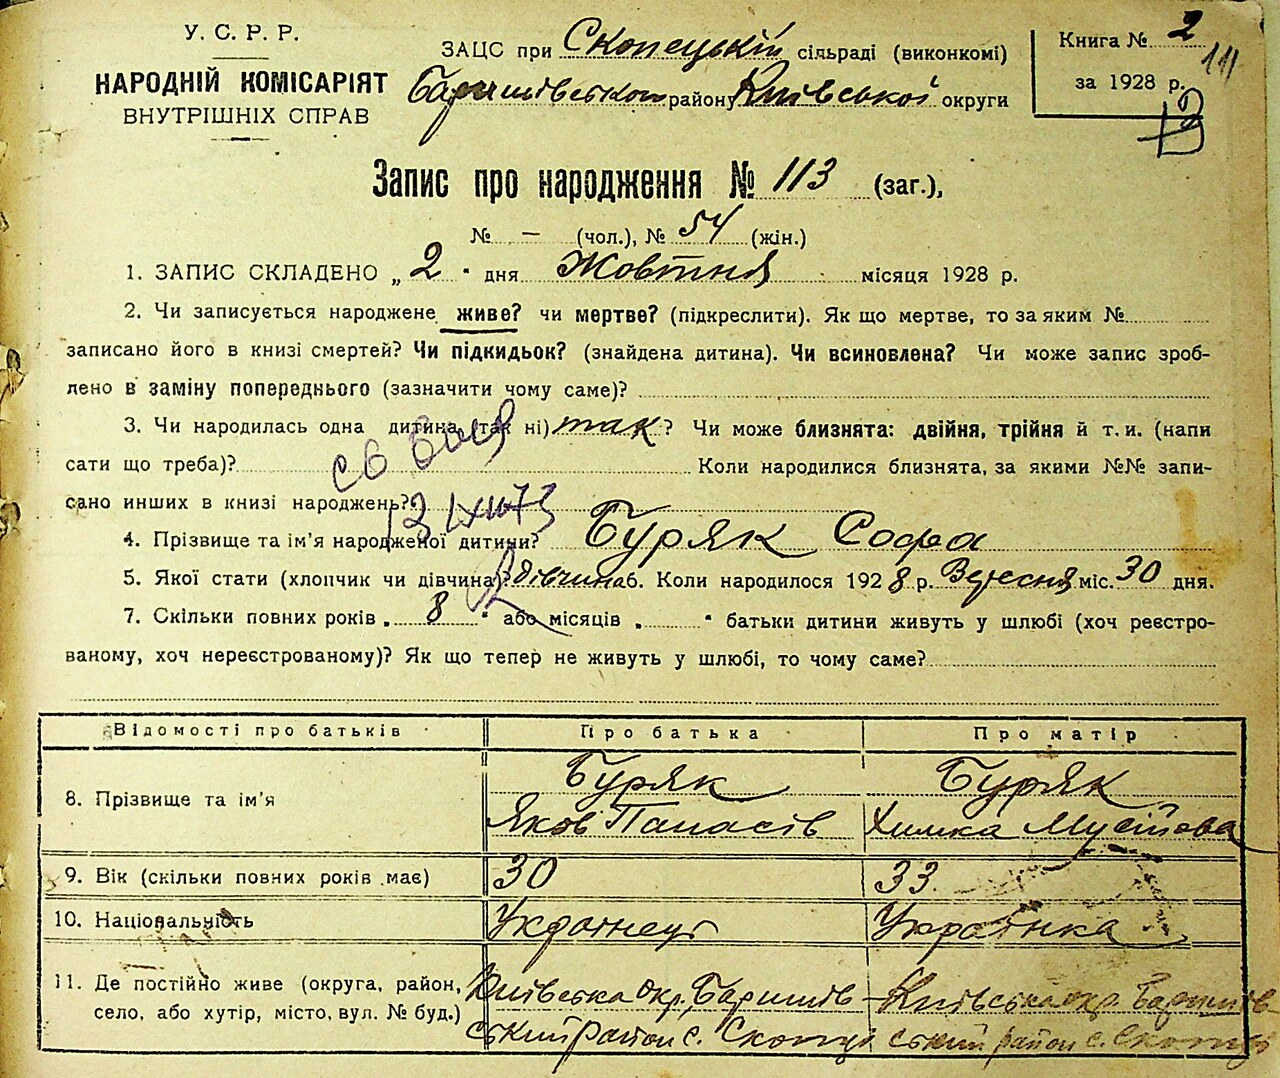 У. С. Р. Р.
НАРОДНІЙ КОМІСАРІЯТ
ВНУТРІШНІХ СПРАВ
ЗАЦС при Скопецькій сільраді (виконкомі)
Баришівського району Київської округи
Книга № 2
за 1928 р.
Запис про народження № 113 (заг.),
№ — (чол.), № 54 (жін.)
1. ЗАПИС СКЛАДЕНО „2" дня Жовтня місяця 1928 р.
2. Чи записується народжене живе? чи мертве? (підкреслити). Як що мертве, то за яким №
записано його в книзі смертей? Чи підкидьок? (знайдена дитина). Чи всиновлена? Чи може запис зроб-
лено в заміну попереднього (зазначити чому саме)?
3. Чи народилась одна дитина (так ні) так? Чи може близнята: двійня, трійня й т. и. (напи
сати що треба)? Коли народилися близнята, за якими №№ запи-
сано инших в книзі народжень?
4. Прізвище та ім'я народженої дитини? Буряк Софа
5. Якої стати (хлопчик чи дівчина)? дівчина 6. Коли народилося 1928 р. Вересня міс. 30 дня.
7. Скільки повних років „8" або місяців „ " батьки дитини живуть у шлюбі (хоч реєстро-
ваному, хоч нереєстрованому)? Як що тепер не живуть у шлюбі, то чому саме?
Відомості про батьків Про батька Про матір
8. Прізвище та ім'я Буряк Буряк
Яков Панасів Химка Мусійова
9. Вік (скільки повних років має) 30 33
10. Національність Українець Українка
11. Де постійно живе (округа, район, Київська окр. Баришів- Київська окр. Баришів-
село, або хутір, місто, вул. № буд.) ський район с. Скопці ський район с. Скопці